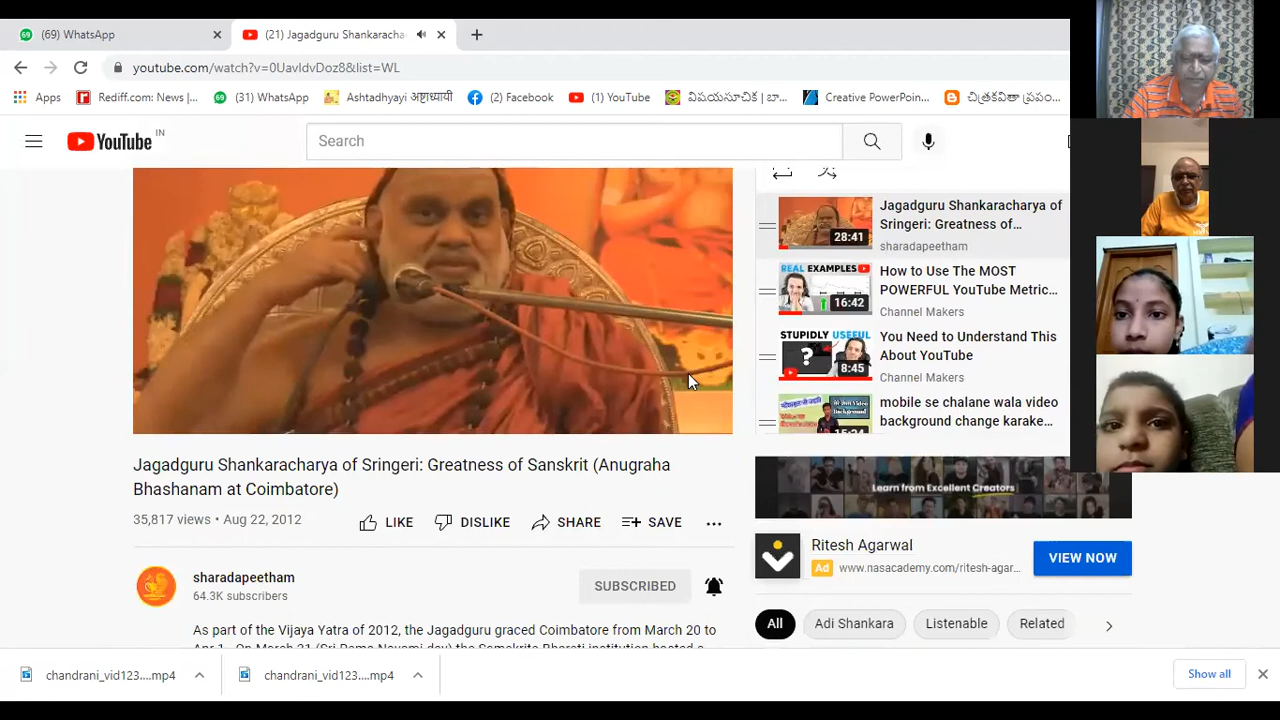 (69) WhatsApp
(21) Jagadguru Shankaracha
youtube.com/watch?v=0UavIdvDoz8&list=WL
Apps
Rediff.com: News |...
(31) WhatsApp
Ashtadhyayi अष्टाध्यायी
(2) Facebook
(1) YouTube
విషయసూచిక | బా...
Creative PowerPoin...
చిత్రకవితా ప్రపం...
YouTube IN
Search
Jagadguru Shankaracharya of
Sringeri: Greatness of...
sharadapeetham
28:41
REAL EXAMPLES
16:42
How to Use The MOST
POWERFUL YouTube Metric...
Channel Makers
STUPIDLY USEFUL
?
8:45
You Need to Understand This
About YouTube
Channel Makers
mobile se chalane wala video
background change karake...
Jagadguru Shankaracharya of Sringeri: Greatness of Sanskrit (Anugraha
Bhashanam at Coimbatore)
35,817 views • Aug 22, 2012
LIKE
DISLIKE
SHARE
SAVE
Learn from Excellent Creators
Ritesh Agarwal
Ad www.nasacademy.com/ritesh-agar...
VIEW NOW
sharadapeetham
64.3K subscribers
SUBSCRIBED
All
Adi Shankara
Listenable
Related
As part of the Vijaya Yatra of 2012, the Jagadguru graced Coimbatore from March 20 to
chandrani_vid123....mp4
chandrani_vid123....mp4
Show all